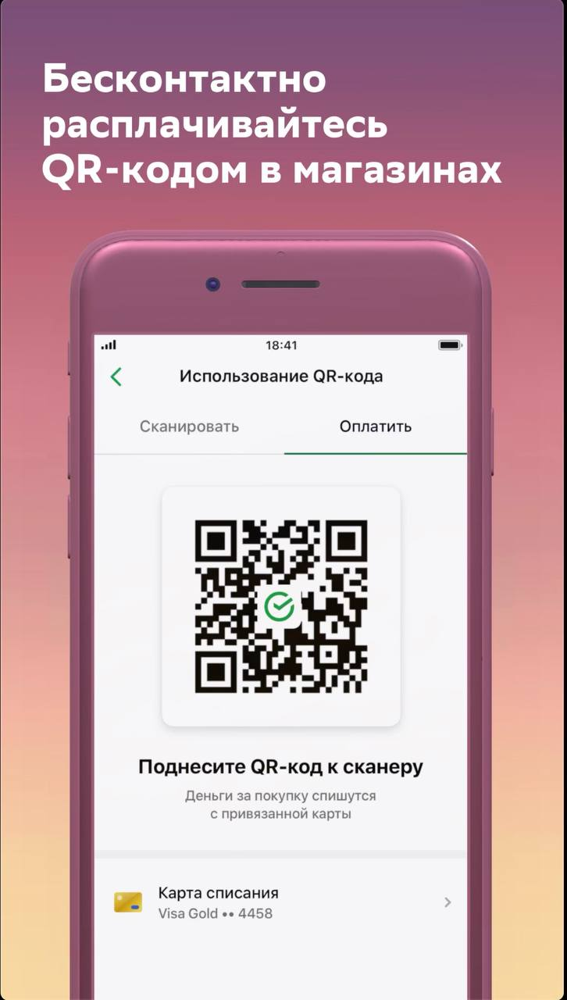 Бесконтактно
расплачивайтесь
QR-кодом в магазинах
18:41
Использование QR-кода
Сканировать
Оплатить
Поднесите QR-код к сканеру
Деньги за покупку спишутся
с привязанной карты
Карта списания
Visa Gold •• 4458